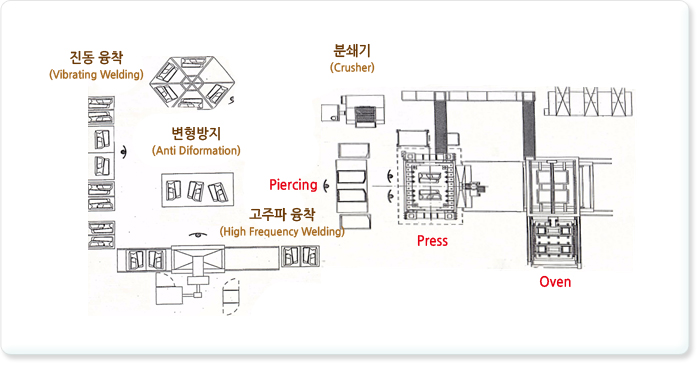 진동 융착
(Vibrating Welding)
분쇄기
(Crusher)
변형방지
(Anti Diformation)
Piercing
고주파 융착
(High Frequency Welding)
Press
Oven